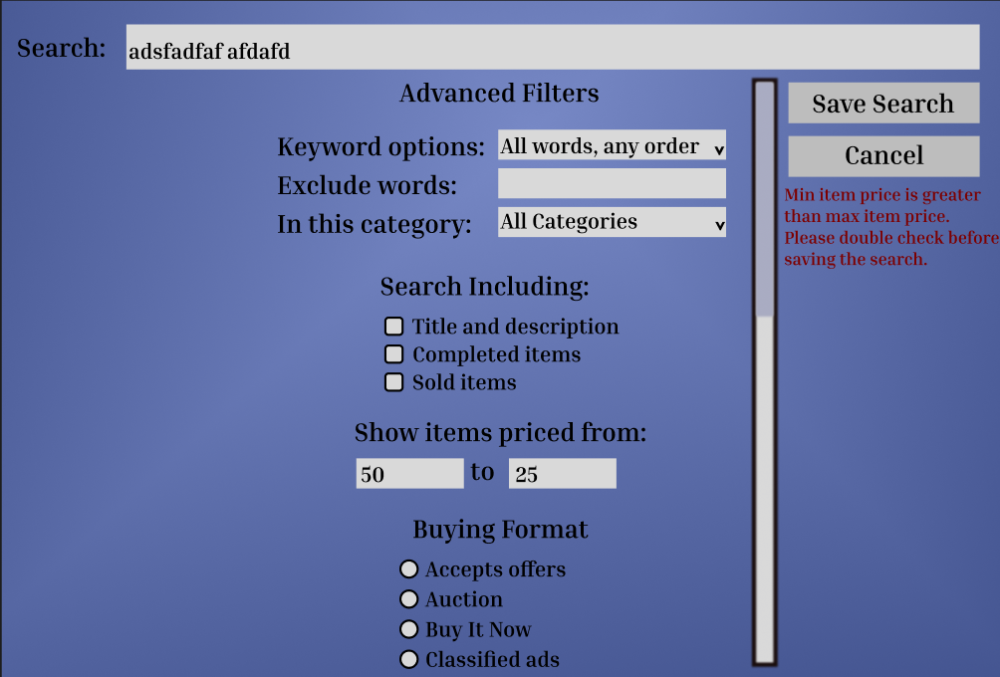 Search: adsfadfaf afdafd
Advanced Filters
Save Search
Keyword options: All words, any order
Cancel
Exclude words:
In this category: All Categories
Min item price is greater
than max item price.
Please double check before
saving the search.
Search Including:
Title and description
Completed items
Sold items
Show items priced from:
50 to 25
Buying Format
Accepts offers
Auction
Buy It Now
Classified ads